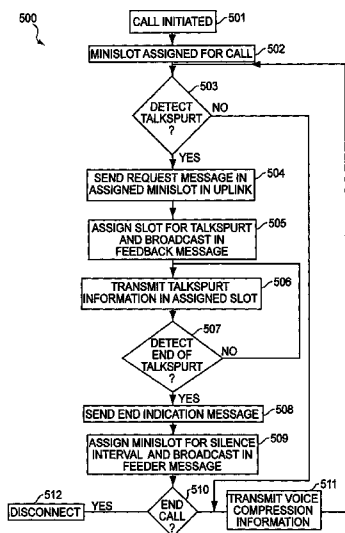 500
CALL INITIATED
501
MINISLOT ASSIGNED FOR CALL
502
503
DETECT
TALKSPURT
?
NO
YES
SEND REQUEST MESSAGE IN
ASSIGNED MINISLOT IN UPLINK
504
ASSIGN SLOT FOR TALKSPURT
AND BROADCAST IN
FEEDBACK MESSAGE
505
TRANSMIT TALKSPURT
INFORMATION IN ASSIGNED SLOT
506
507
DETECT
END OF
TALKSPURT
?
NO
YES
SEND END INDICATION MESSAGE
508
ASSIGN MINISLOT FOR SILENCE
INTERVAL AND BROADCAST IN
FEEDER MESSAGE
509
512
DISCONNECT
YES
510
END
CALL
?
511
TRANSMIT VOICE
COMPRESSION
INFORMATION